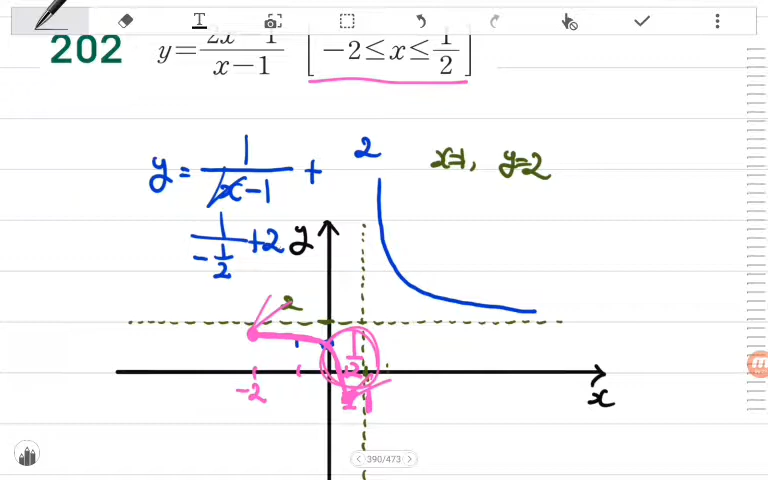 202 y = (2x − 1)/(x − 1) [−2 ≤ x ≤ 1/2]
y = 1/(x − 1) + 2 x=1, y=2
1/(−1/2) + 2
y
2
1/2
−2
x
390/473